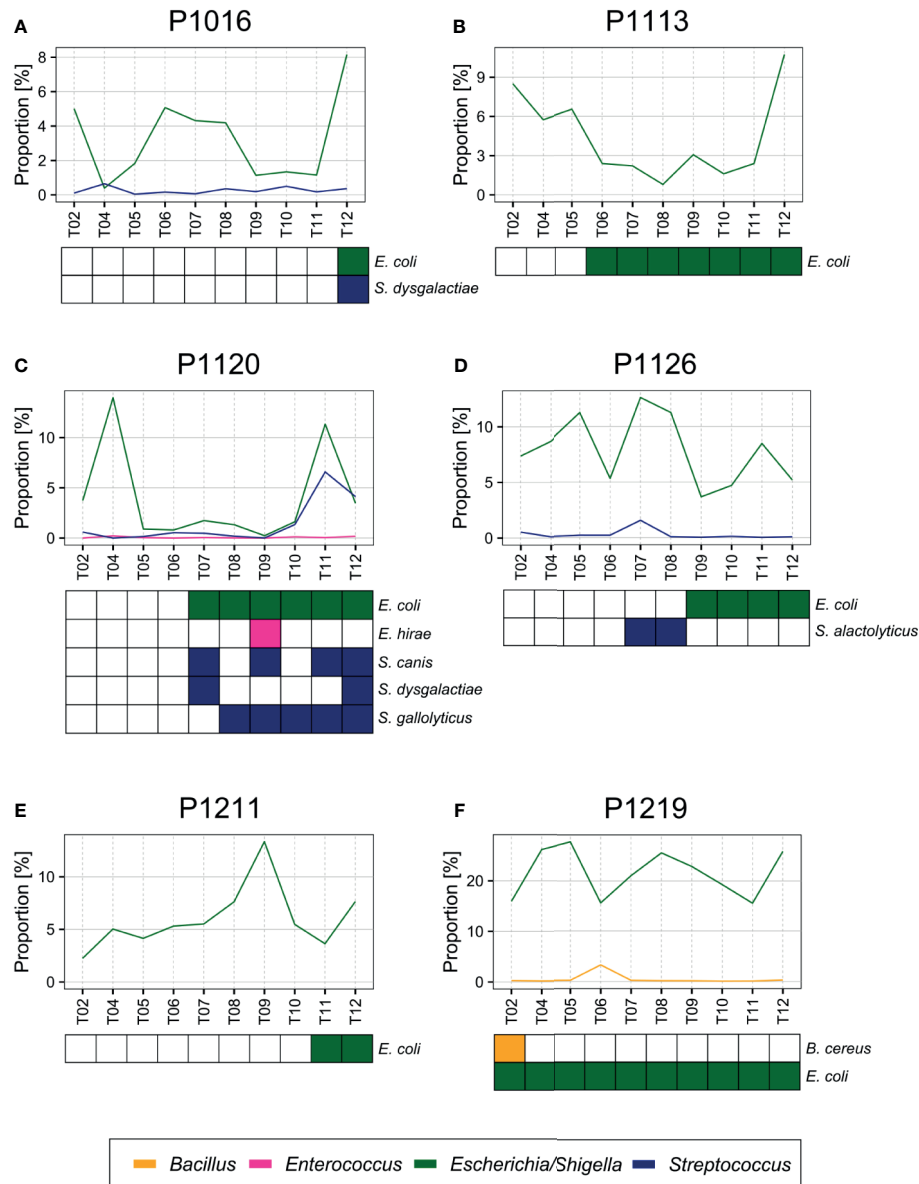 A P1016
Proportion [%]
8
6
4
2
0
T02 T04 T05 T06 T07 T08 T09 T10 T11 T12
E. coli
S. dysgalactiae
B P1113
Proportion [%]
9
6
3
0
T02 T04 T05 T06 T07 T08 T09 T10 T11 T12
E. coli
C P1120
Proportion [%]
10
5
0
T02 T04 T05 T06 T07 T08 T09 T10 T11 T12
E. coli
E. hirae
S. canis
S. dysgalactiae
S. gallolyticus
D P1126
Proportion [%]
10
5
0
T02 T04 T05 T06 T07 T08 T09 T10 T11 T12
E. coli
S. alactolyticus
E P1211
Proportion [%]
10
5
0
T02 T04 T05 T06 T07 T08 T09 T10 T11 T12
E. coli
F P1219
Proportion [%]
20
10
0
T02 T04 T05 T06 T07 T08 T09 T10 T11 T12
B. cereus
E. coli
Bacillus Enterococcus Escherichia/Shigella Streptococcus